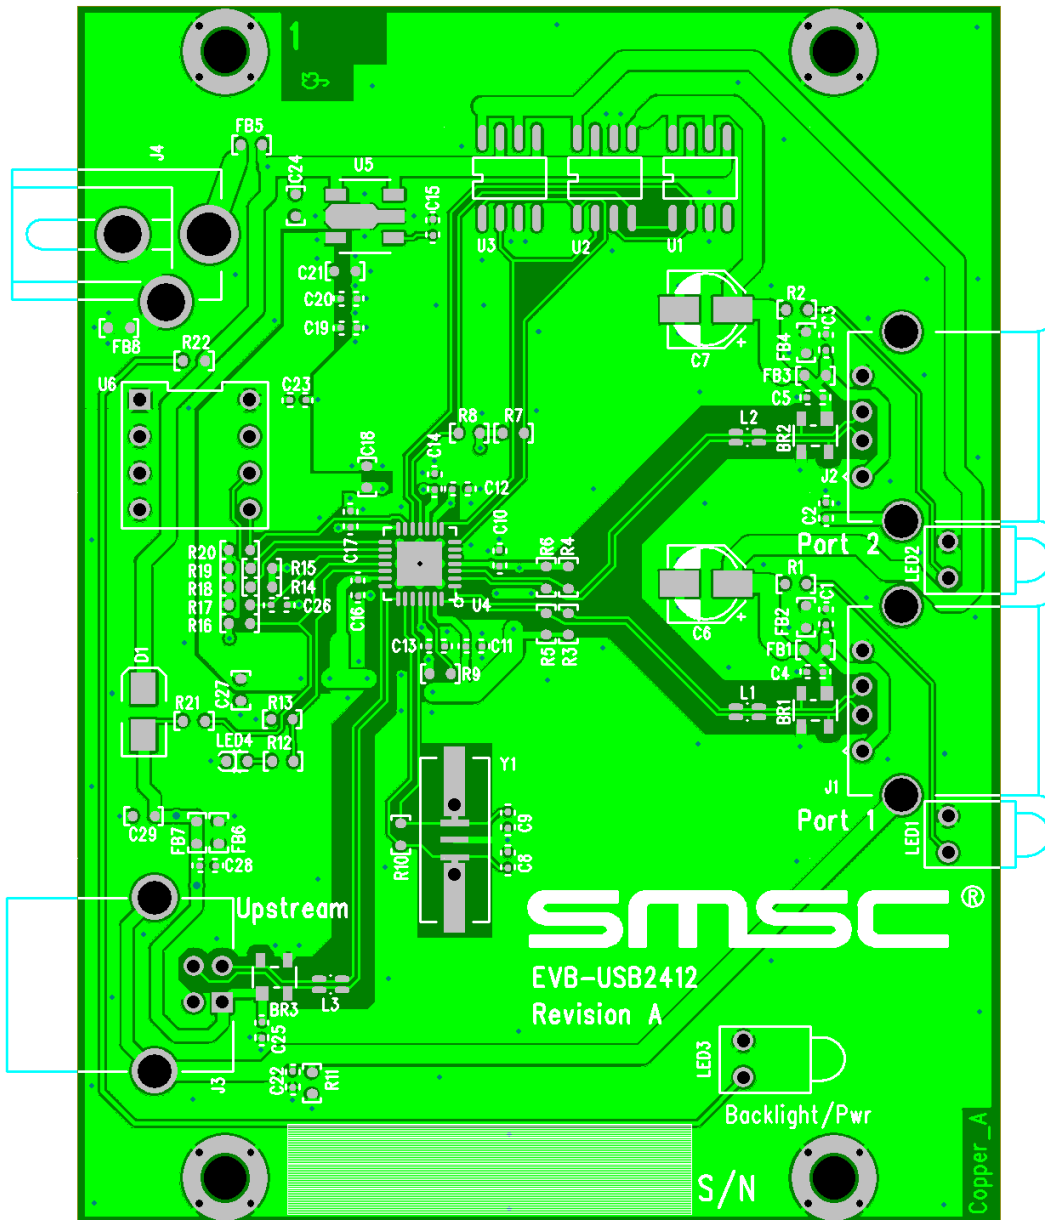 1
FB5
J4
C24
U5
C15
U3
U2
U1
C21
C20
C19
FB8
R22
U6
C23
C7
+
R2
C3
FB4
FB3
C5
L2
BR2
J2
C2
Port 2
LED2
R8
R7
C14
C18
C12
C17
C10
R20
R19
R18
R17
R16
R15
R14
C26
C16
U4
R6
R4
R5
R3
C13
C11
R9
C6
+
R1
C1
FB2
FB1
C4
L1
BR1
J1
Port 1
LED1
D1
R21
C27
R13
LED4
R12
Y1
C29
FB7
FB6
C28
R10
C9
C8
Upstream
SMSC®
EVB-USB2412
Revision A
BR3
L3
C25
J3
C22
R11
LED3
Backlight/Pwr
S/N
Copper_A